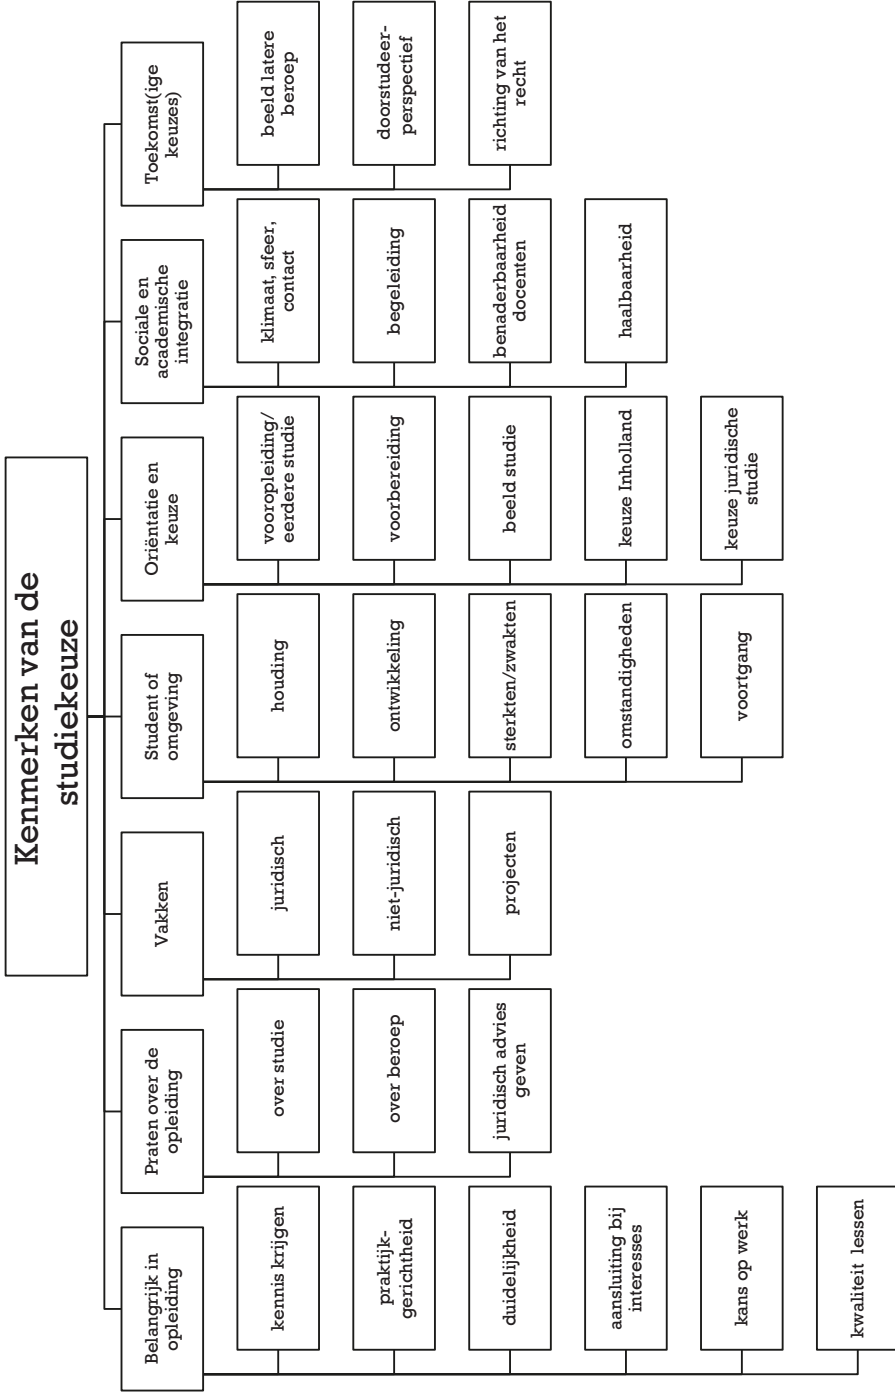 Kenmerken van de
studiekeuze
Belangrijk in
opleiding
kennis krijgen
praktijk-
gerichtheid
duidelijkheid
aansluiting bij
interesses
kans op werk
kwaliteit lessen
Praten over de
opleiding
over studie
over beroep
juridisch advies
geven
Vakken
juridisch
niet-juridisch
projecten
Student of
omgeving
houding
ontwikkeling
sterkten/zwakten
omstandigheden
voortgang
Oriëntatie en
keuze
vooropleiding/
eerdere studie
voorbereiding
beeld studie
keuze Inholland
keuze juridische
studie
Sociale en
academische
integratie
klimaat, sfeer,
contact
begeleiding
benaderbaarheid
docenten
haalbaarheid
Toekomst(ige
keuzes)
beeld latere
beroep
doorstudeer-
perspectief
richting van het
recht